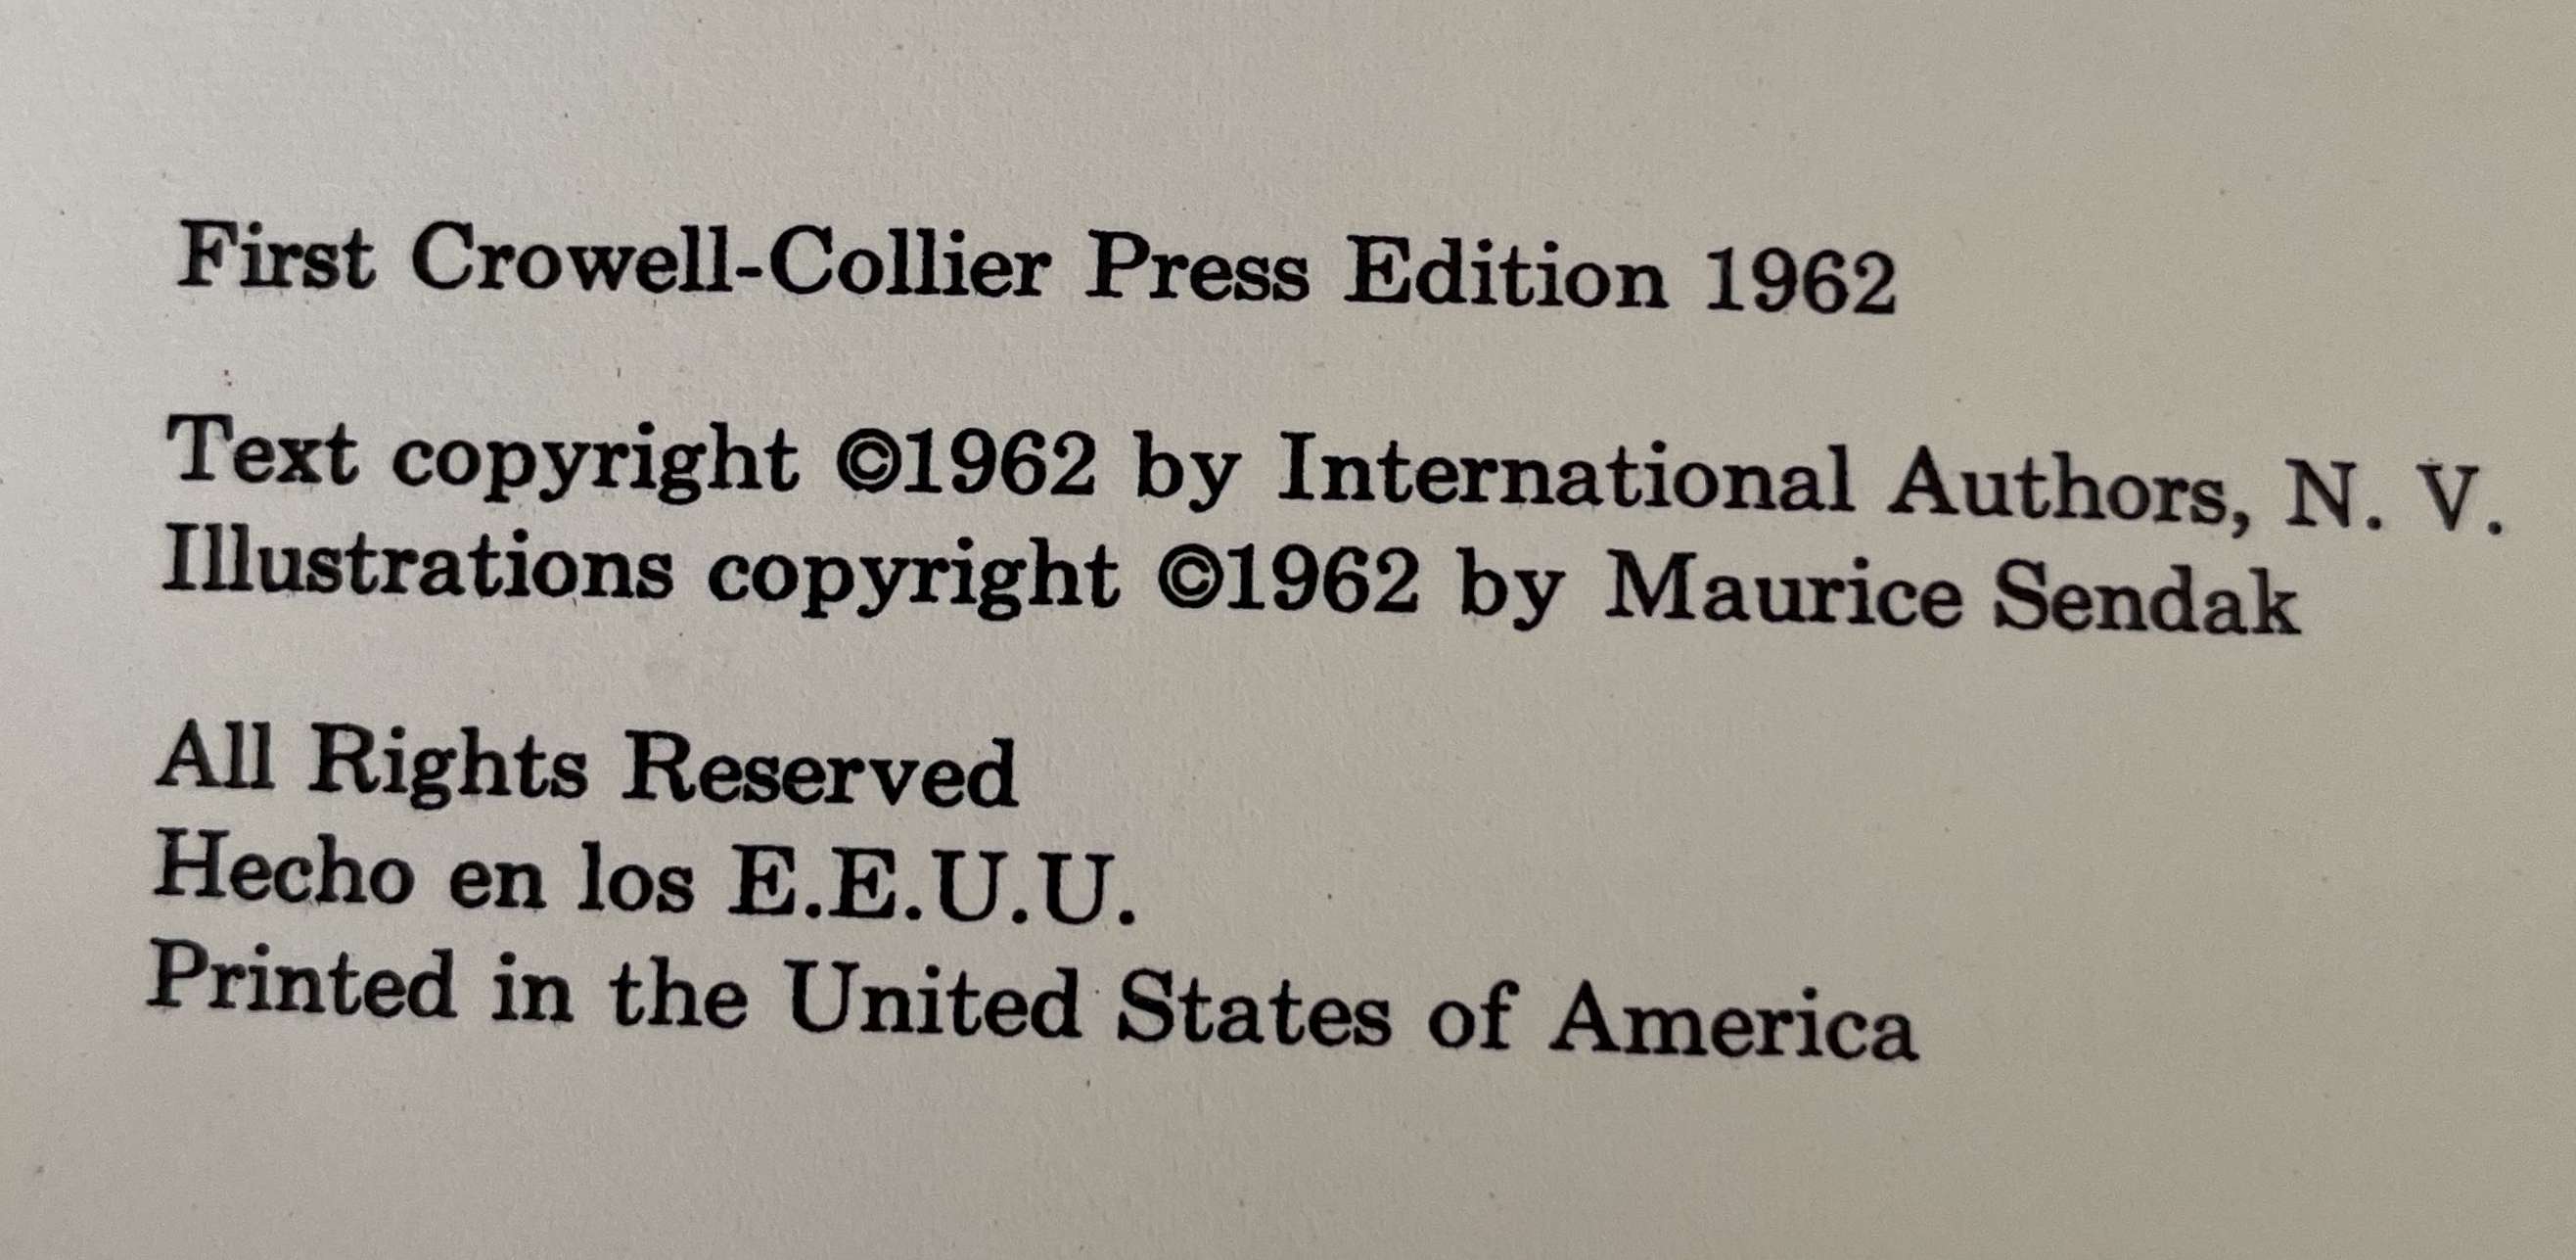 First Crowell-Collier Press Edition 1962
Text copyright ©1962 by International Authors, N. V.
Illustrations copyright ©1962 by Maurice Sendak
All Rights Reserved
Hecho en los E.E.U.U.
Printed in the United States of America